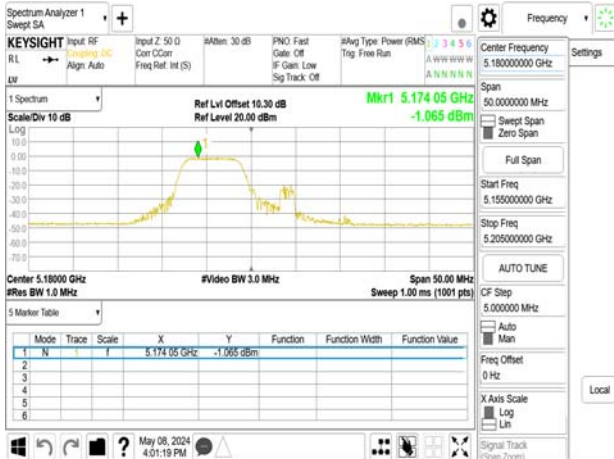 Spectrum Analyzer 1
Swept SA
Frequency
KEYSIGHT
RL
Input: RF
Coupling: DC
Align: Auto
Input Z: 50 Ω
Corr CCorr
Freq Ref: Int (S)
#Atten: 30 dB
PNO: Fast
Gate: Off
IF Gain: Low
Sig Track: Off
#Avg Type: Power (RMS
Trig: Free Run
1 2 3 4 5 6
A W W W W W
A N N N N N
LXI
1 Spectrum
Scale/Div 10 dB
Ref Lvl Offset 10.30 dB
Ref Level 20.00 dBm
Mkr1 5.174 05 GHz
-1.065 dBm
Log
10.0
0.00
-10.0
-20.0
-30.0
-40.0
-50.0
-60.0
-70.0
1
Center 5.18000 GHz
#Res BW 1.0 MHz
#Video BW 3.0 MHz
Span 50.00 MHz
Sweep 1.00 ms (1001 pts)
5 Marker Table
Mode Trace Scale X Y Function Function Width Function Value
1 N 1 f 5.174 05 GHz -1.065 dBm
2
3
4
5
6
May 08, 2024
4:01:19 PM
Center Frequency
5.180000000 GHz
Span
50.0000000 MHz
Swept Span
Zero Span
Full Span
Start Freq
5.155000000 GHz
Stop Freq
5.205000000 GHz
AUTO TUNE
CF Step
5.000000 MHz
Auto
Man
Freq Offset
0 Hz
X Axis Scale
Log
Lin
Signal Track
(Span Zoom)
Settings
Local